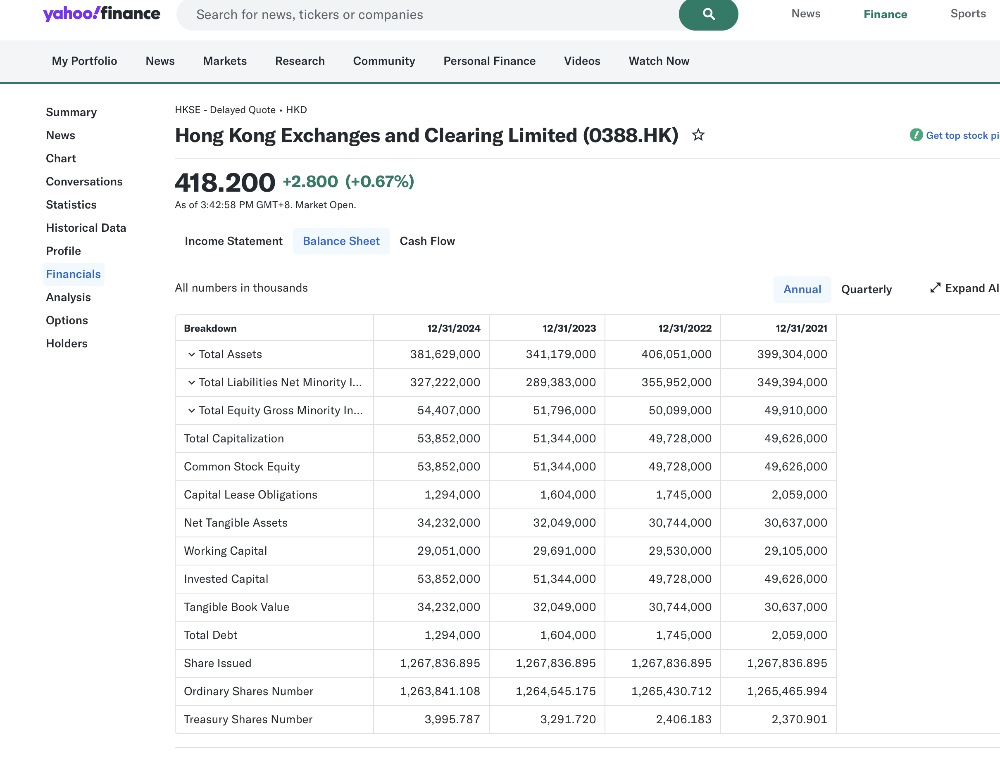 yahoo!finance Search for news, tickers or companies News Finance Sports
My Portfolio News Markets Research Community Personal Finance Videos Watch Now
Summary
News
Chart
Conversations
Statistics
Historical Data
Profile
Financials
Analysis
Options
Holders
HKSE - Delayed Quote • HKD
Hong Kong Exchanges and Clearing Limited (0388.HK)
Get top stock pi
418.200 +2.800 (+0.67%)
As of 3:42:58 PM GMT+8. Market Open.
Income Statement Balance Sheet Cash Flow
All numbers in thousands
Annual Quarterly Expand Al
Breakdown 12/31/2024 12/31/2023 12/31/2022 12/31/2021
Total Assets 381,629,000 341,179,000 406,051,000 399,304,000
Total Liabilities Net Minority I... 327,222,000 289,383,000 355,952,000 349,394,000
Total Equity Gross Minority In... 54,407,000 51,796,000 50,099,000 49,910,000
Total Capitalization 53,852,000 51,344,000 49,728,000 49,626,000
Common Stock Equity 53,852,000 51,344,000 49,728,000 49,626,000
Capital Lease Obligations 1,294,000 1,604,000 1,745,000 2,059,000
Net Tangible Assets 34,232,000 32,049,000 30,744,000 30,637,000
Working Capital 29,051,000 29,691,000 29,530,000 29,105,000
Invested Capital 53,852,000 51,344,000 49,728,000 49,626,000
Tangible Book Value 34,232,000 32,049,000 30,744,000 30,637,000
Total Debt 1,294,000 1,604,000 1,745,000 2,059,000
Share Issued 1,267,836.895 1,267,836.895 1,267,836.895 1,267,836.895
Ordinary Shares Number 1,263,841.108 1,264,545.175 1,265,430.712 1,265,465.994
Treasury Shares Number 3,995.787 3,291.720 2,406.183 2,370.901